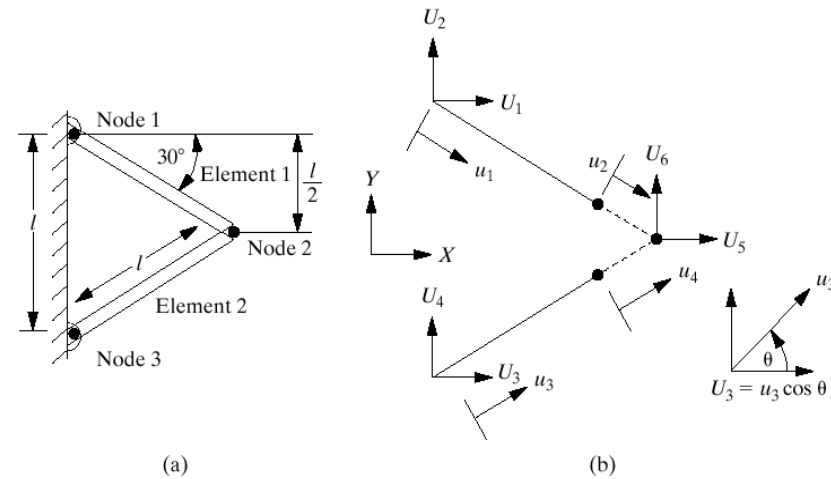 Node 1
30°
Element 1
l
2
l
Node 2
l
Element 2
Node 3
(a)
U2
U1
u1
u2
U6
Y
X
U5
U4
u4
U3
u3
u3
θ
U3 = u3 cos θ
(b)